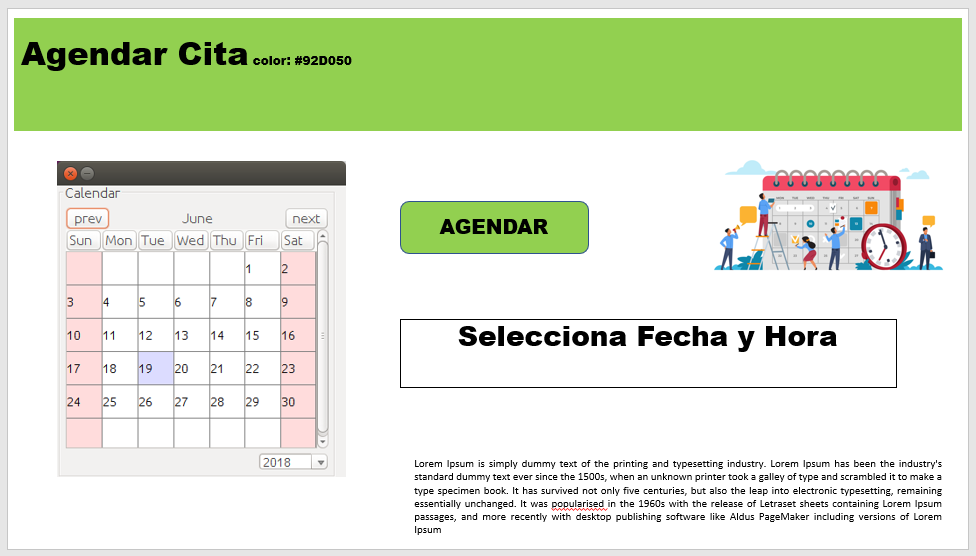 Agendar Cita color: #92D050
Calendar
prev June next
Sun Mon Tue Wed Thu Fri Sat
1 2
3 4 5 6 7 8 9
10 11 12 13 14 15 16
17 18 19 20 21 22 23
24 25 26 27 28 29 30
2018
AGENDAR
Selecciona Fecha y Hora
Lorem Ipsum is simply dummy text of the printing and typesetting industry. Lorem Ipsum has been the industry's
standard dummy text ever since the 1500s, when an unknown printer took a galley of type and scrambled it to make a
type specimen book. It has survived not only five centuries, but also the leap into electronic typesetting, remaining
essentially unchanged. It was popularised in the 1960s with the release of Letraset sheets containing Lorem Ipsum
passages, and more recently with desktop publishing software like Aldus PageMaker including versions of Lorem
Ipsum